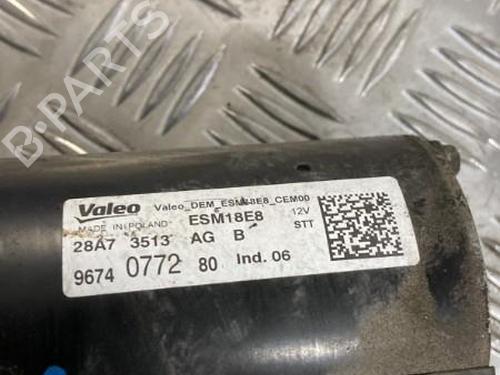 B-Parts
Valeo Valeo_DEM_ESM18E8_CEM00
MADE IN POLAND ESM18E8 12V
28A7 3513 AG B STT
9674 0772 80 Ind. 06